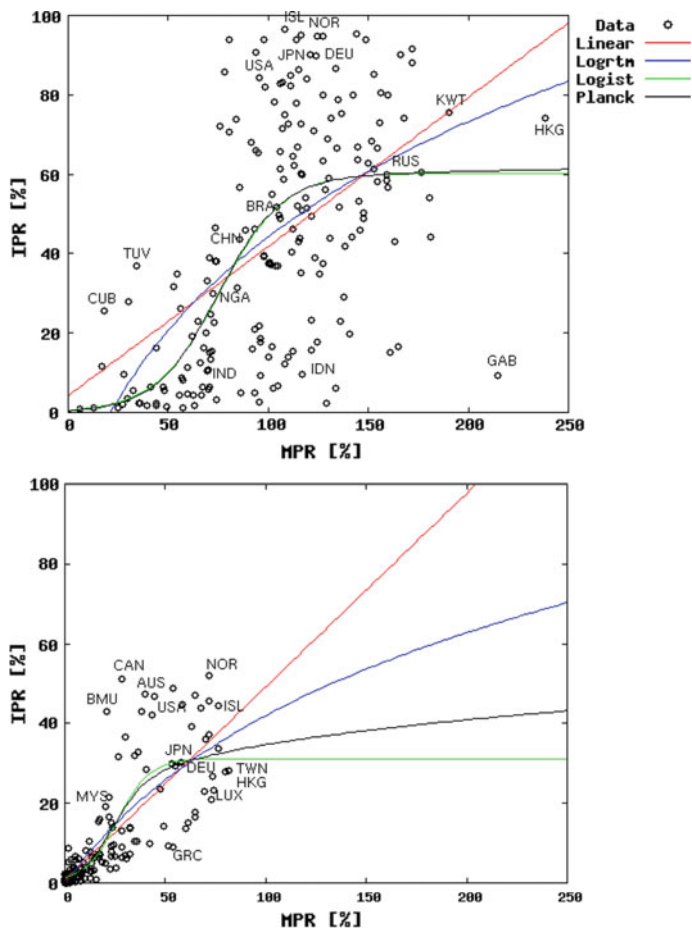 100
80
60
40
20
0
IPR [%]
ISL
NOR
JPN
DEU
USA
KWT
HKG
RUS
BRA
CHN
TUV
CUB
NGA
IND
IDN
GAB
0
50
100
150
200
250
MPR [%]
Data
Linear
Logrtm
Logist
Planck
100
80
60
40
20
0
IPR [%]
CAN
NOR
AUS
BMU
USA
ISL
JPN
DEU
TWN
HKG
MYS
LUX
GRC
0
50
100
150
200
250
MPR [%]